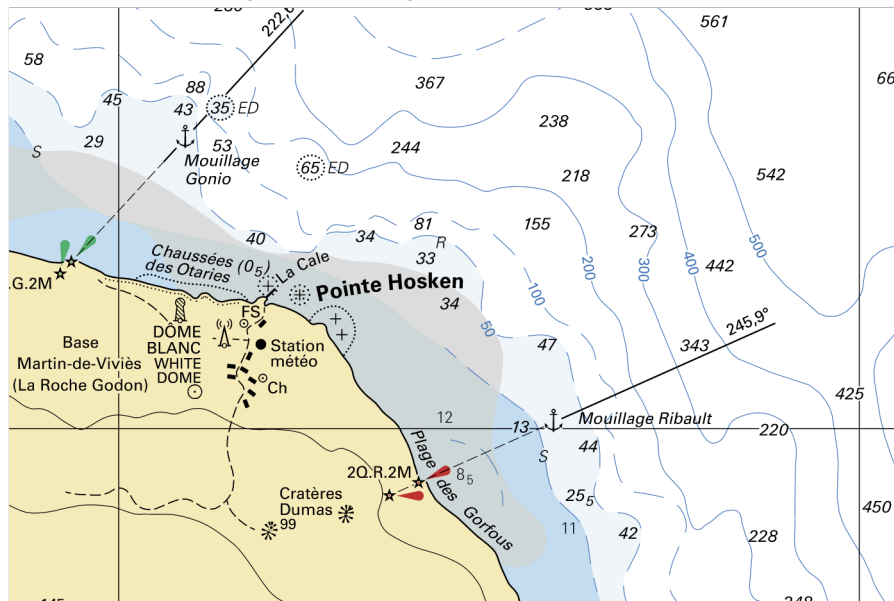 561
58
222,
66
88
367
45
43
35 ED
238
29
53
244
S
Mouillage
Gonio
65 ED
218
542
81
155
40
34
R
273
Chaussées (0₅)
des Otaries
33
La Cale
200
300
400
500
442
.G.2M
Pointe Hosken
100
34
FS
50
245,9°
DÔME
BLANC
WHITE
DOME
Station
météo
Base
Martin-de-Viviès
(La Roche Godon)
47
343
Ch
425
12
13
Mouillage Ribault
220
Plage des Gorfous
S
44
2Q.R.2M
8₅
Cratères
Dumas
99
25₅
450
11
42
228